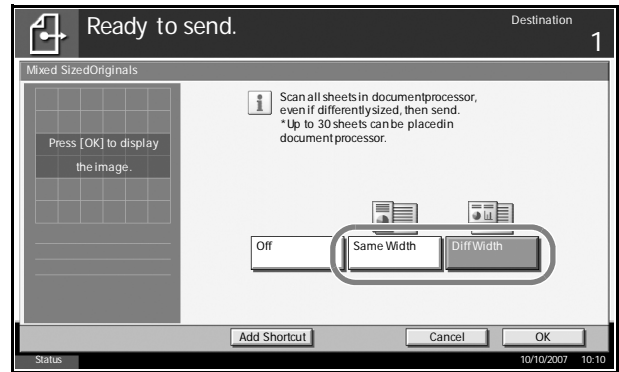 Ready to send.
Destination
1
Mixed SizedOriginals
Scan all sheets in documentprocessor,
even if differentlysized, then send.
*Up to 30 sheets can be placedin
document processor.
Press [OK] to display
the image.
Off
Same Width
Diff Width
Add Shortcut
Cancel
OK
Status
10/10/2007 10:10